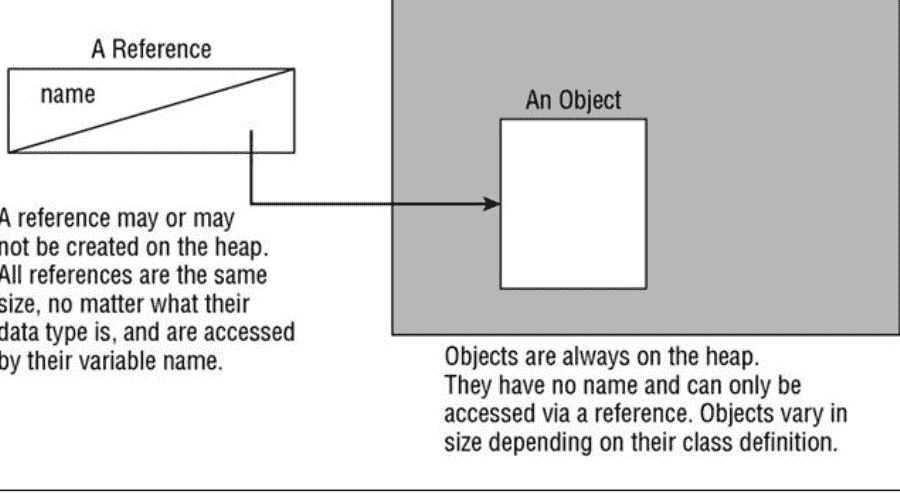 A Reference
name
A reference may or may
not be created on the heap.
All references are the same
size, no matter what their
data type is, and are accessed
by their variable name.
An Object
Objects are always on the heap.
They have no name and can only be
accessed via a reference. Objects vary in
size depending on their class definition.